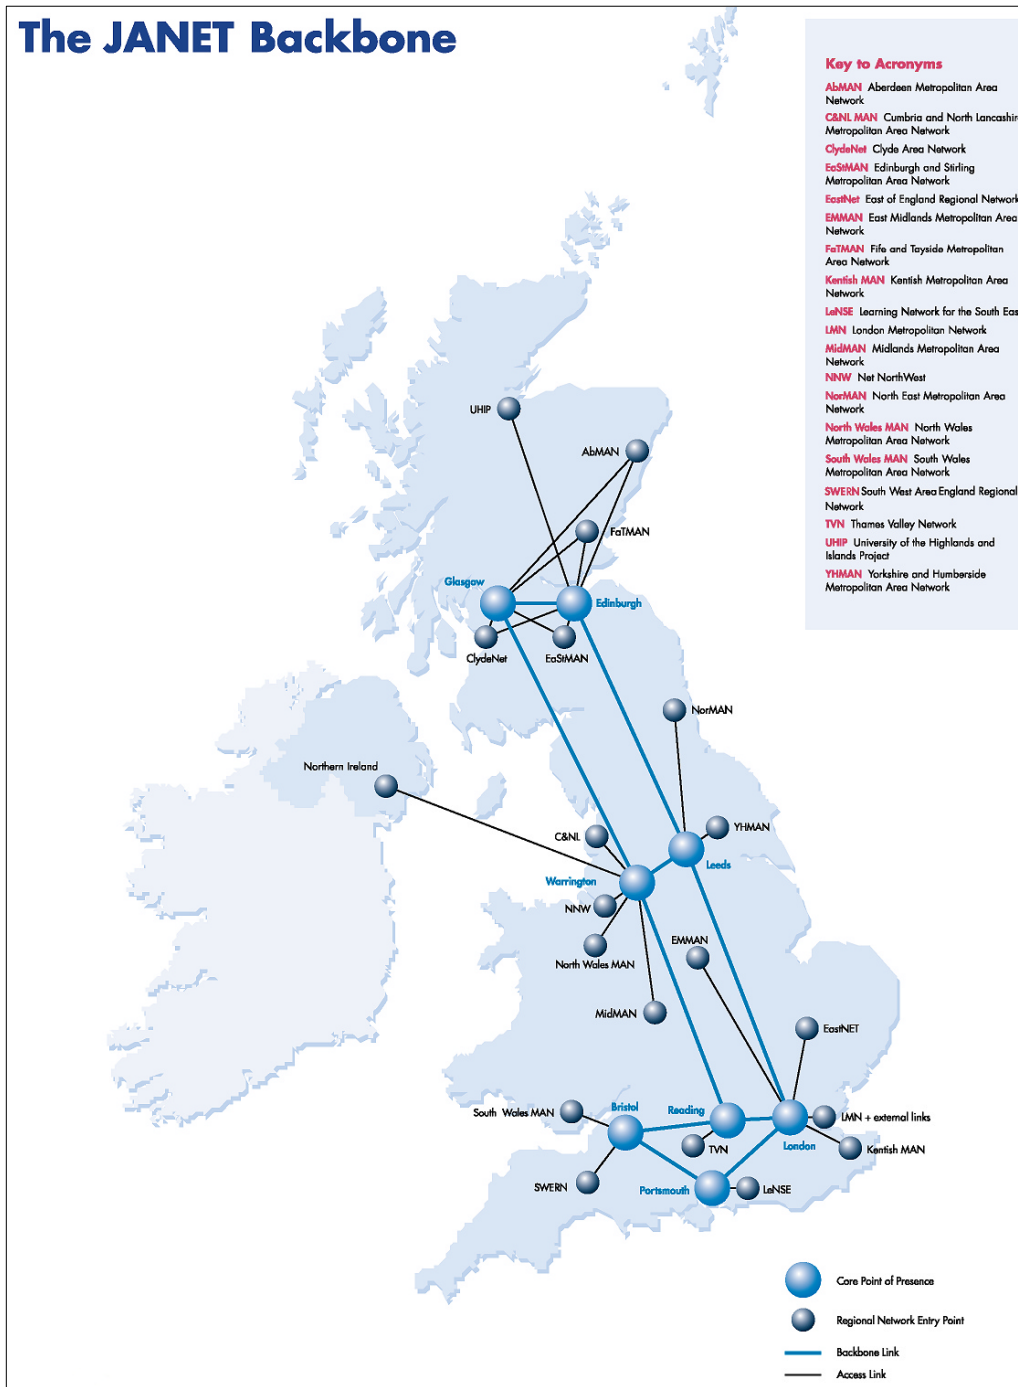 The JANET Backbone
Key to Acronyms
AbMAN Aberdeen Metropolitan Area
Network
C&NL MAN Cumbria and North Lancashir
Metropolitan Area Network
ClydeNet Clyde Area Network
EaStMAN Edinburgh and Stirling
Metropolitan Area Network
EastNet East of England Regional Network
EMMAN East Midlands Metropolitan Area
Network
FaTMAN Fife and Tayside Metropolitan
Area Network
Kentish MAN Kentish Metropolitan Area
Network
LeNSE Learning Network for the South Eas
LMN London Metropolitan Network
MidMAN Midlands Metropolitan Area
Network
NNW Net NorthWest
NorMAN North East Metropolitan Area
Network
North Wales MAN North Wales
Metropolitan Area Network
South Wales MAN South Wales
Metropolitan Area Network
SWERN South West Area England Regional
Network
TVN Thames Valley Network
UHIP University of the Highlands and
Islands Project
YHMAN Yorkshire and Humberside
Metropolitan Area Network
UHIP
AbMAN
FaTMAN
Glasgow
Edinburgh
ClydeNet
EaStMAN
NorMAN
Northern Ireland
YHMAN
C&NL
Leeds
Warrington
NNW
EMMAN
North Wales MAN
MidMAN
EastNET
South Wales MAN
Bristol
Reading
LMN + external links
TVN
London
Kentish MAN
SWERN
Portsmouth
LeNSE
Core Point of Presence
Regional Network Entry Point
Backbone Link
Access Link